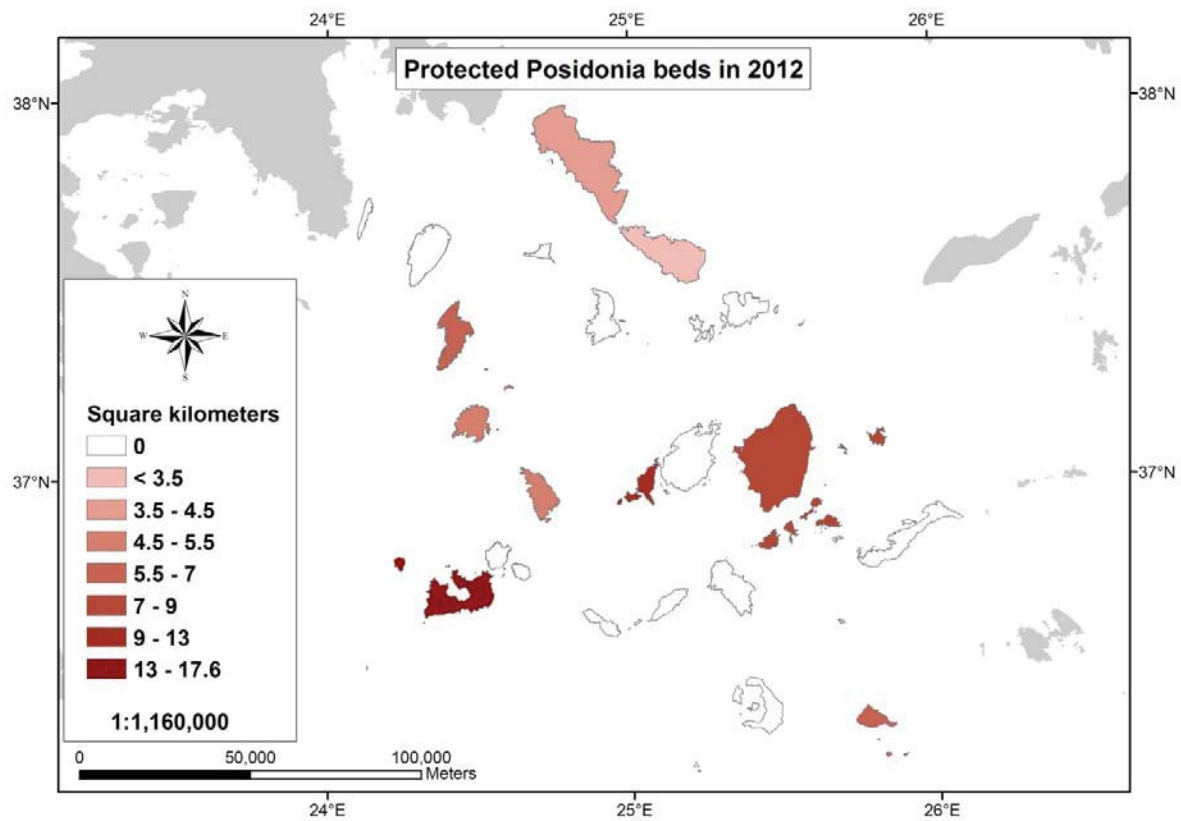 24°E 25°E 26°E
Protected Posidonia beds in 2012
38°N 38°N
N
W E
S
Square kilometers
0
< 3.5
3.5 - 4.5
37°N 37°N
4.5 - 5.5
5.5 - 7
7 - 9
9 - 13
13 - 17.6
1:1,160,000
0 50,000 100,000
Meters
24°E 25°E 26°E